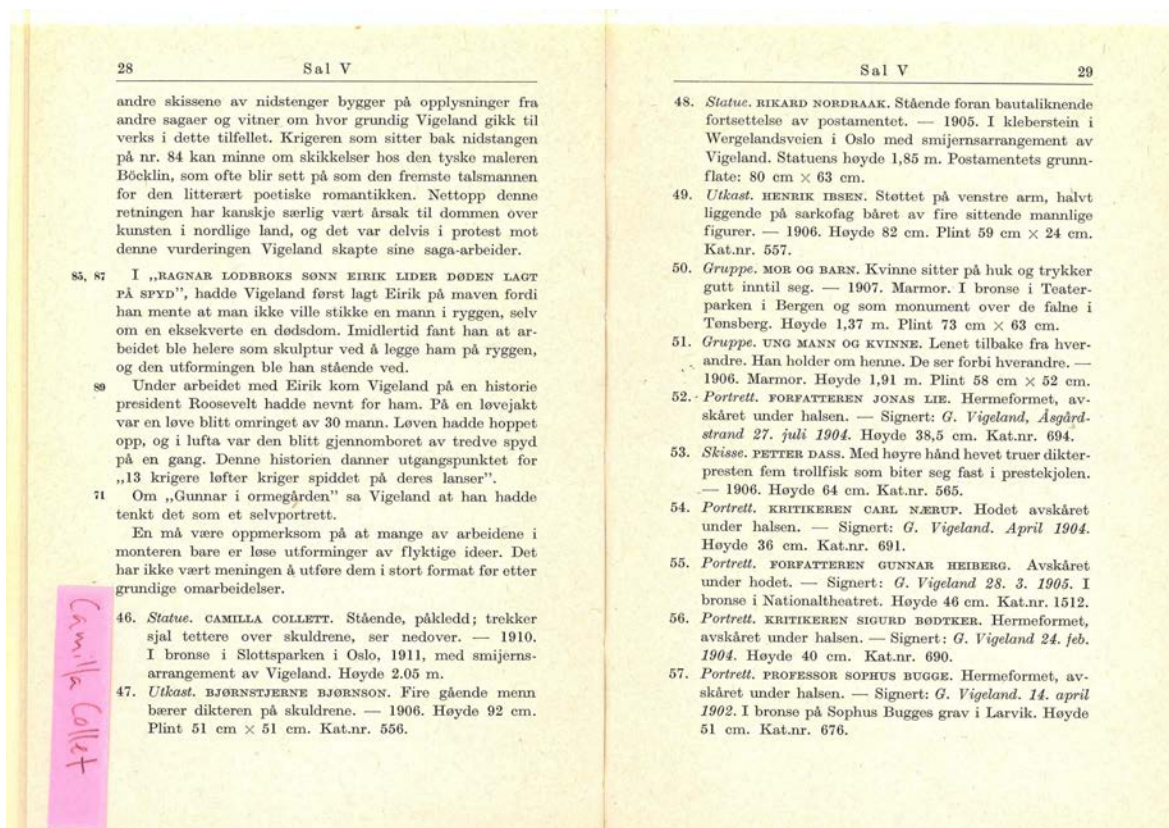 28 Sal V
andre skissene av nidstenger bygger på opplysninger fra
andre sagaer og vitner om hvor grundig Vigeland gikk til
verks i dette tilfellet. Krigeren som sitter bak nidstangen
på nr. 84 kan minne om skikkelser hos den tyske maleren
Böcklin, som ofte blir sett på som den fremste talsmannen
for den litterært poetiske romantikken. Nettopp denne
retningen har kanskje særlig vært årsak til dommen over
kunsten i nordlige land, og det var delvis i protest mot
denne vurderingen Vigeland skapte sine saga-arbeider.
85, 87 I „RAGNAR LODBROKS SØNN EIRIK LIDER DØDEN LAGT
PÅ SPYD”, hadde Vigeland først lagt Eirik på maven fordi
han mente at man ikke ville stikke en mann i ryggen, selv
om en eksekverte en dødsdom. Imidlertid fant han at ar-
beidet ble helere som skulptur ved å legge ham på ryggen,
og den utformingen ble han stående ved.
89 Under arbeidet med Eirik kom Vigeland på en historie
president Roosevelt hadde nevnt for ham. På en løvejakt
var en løve blitt omringet av 30 mann. Løven hadde hoppet
opp, og i lufta var den blitt gjennomboret av tredve spyd
på en gang. Denne historien danner utgangspunktet for
„13 krigere løfter kriger spiddet på deres lanser”.
71 Om „Gunnar i ormegården” sa Vigeland at han hadde
tenkt det som et selvportrett.
En må være oppmerksom på at mange av arbeidene i
monteren bare er løse utforminger av flyktige ideer. Det
har ikke vært meningen å utføre dem i stort format før etter
grundige omarbeidelser.
46. Statue. CAMILLA COLLETT. Stående, påkledd; trekker
sjal tettere over skuldrene, ser nedover. — 1910.
I bronse i Slottsparken i Oslo, 1911, med smijerns-
arrangement av Vigeland. Høyde 2.05 m.
47. Utkast. BJØRNSTJERNE BJØRNSON. Fire gående menn
bærer dikteren på skuldrene. — 1906. Høyde 92 cm.
Plint 51 cm × 51 cm. Kat.nr. 556.
Camilla Collet
Sal V 29
48. Statue. RIKARD NORDRAAK. Stående foran bautaliknende
fortsettelse av postamentet. — 1905. I kleberstein i
Wergelandsveien i Oslo med smijernsarrangement av
Vigeland. Statuens høyde 1,85 m. Postamentets grunn-
flate: 80 cm × 63 cm.
49. Utkast. HENRIK IBSEN. Støttet på venstre arm, halvt
liggende på sarkofag båret av fire sittende mannlige
figurer. — 1906. Høyde 82 cm. Plint 59 cm × 24 cm.
Kat.nr. 557.
50. Gruppe. MOR OG BARN. Kvinne sitter på huk og trykker
gutt inntil seg. — 1907. Marmor. I bronse i Teater-
parken i Bergen og som monument over de falne i
Tønsberg. Høyde 1,37 m. Plint 73 cm × 63 cm.
51. Gruppe. UNG MANN OG KVINNE. Lenet tilbake fra hver-
andre. Han holder om henne. De ser forbi hverandre. —
1906. Marmor. Høyde 1,91 m. Plint 58 cm × 52 cm.
52. Portrett. FORFATTEREN JONAS LIE. Hermeformet, av-
skåret under halsen. — Signert: G. Vigeland, Åsgård-
strand 27. juli 1904. Høyde 38,5 cm. Kat.nr. 694.
53. Skisse. PETTER DASS. Med høyre hånd hevet truer dikter-
presten fem trollfisk som biter seg fast i prestekjolen.
— 1906. Høyde 64 cm. Kat.nr. 565.
54. Portrett. KRITIKEREN CARL NÆRUP. Hodet avskåret
under halsen. — Signert: G. Vigeland. April 1904.
Høyde 36 cm. Kat.nr. 691.
55. Portrett. FORFATTEREN GUNNAR HEIBERG. Avskåret
under hodet. — Signert: G. Vigeland 28. 3. 1905. I
bronse i Nationaltheatret. Høyde 46 cm. Kat.nr. 1512.
56. Portrett. KRITIKEREN SIGURD BØDTKER. Hermeformet,
avskåret under halsen. — Signert: G. Vigeland 24. feb.
1904. Høyde 40 cm. Kat.nr. 690.
57. Portrett. PROFESSOR SOPHUS BUGGE. Hermeformet, av-
skåret under halsen. — Signert: G. Vigeland. 14. april
1902. I bronse på Sophus Bugges grav i Larvik. Høyde
51 cm. Kat.nr. 676.